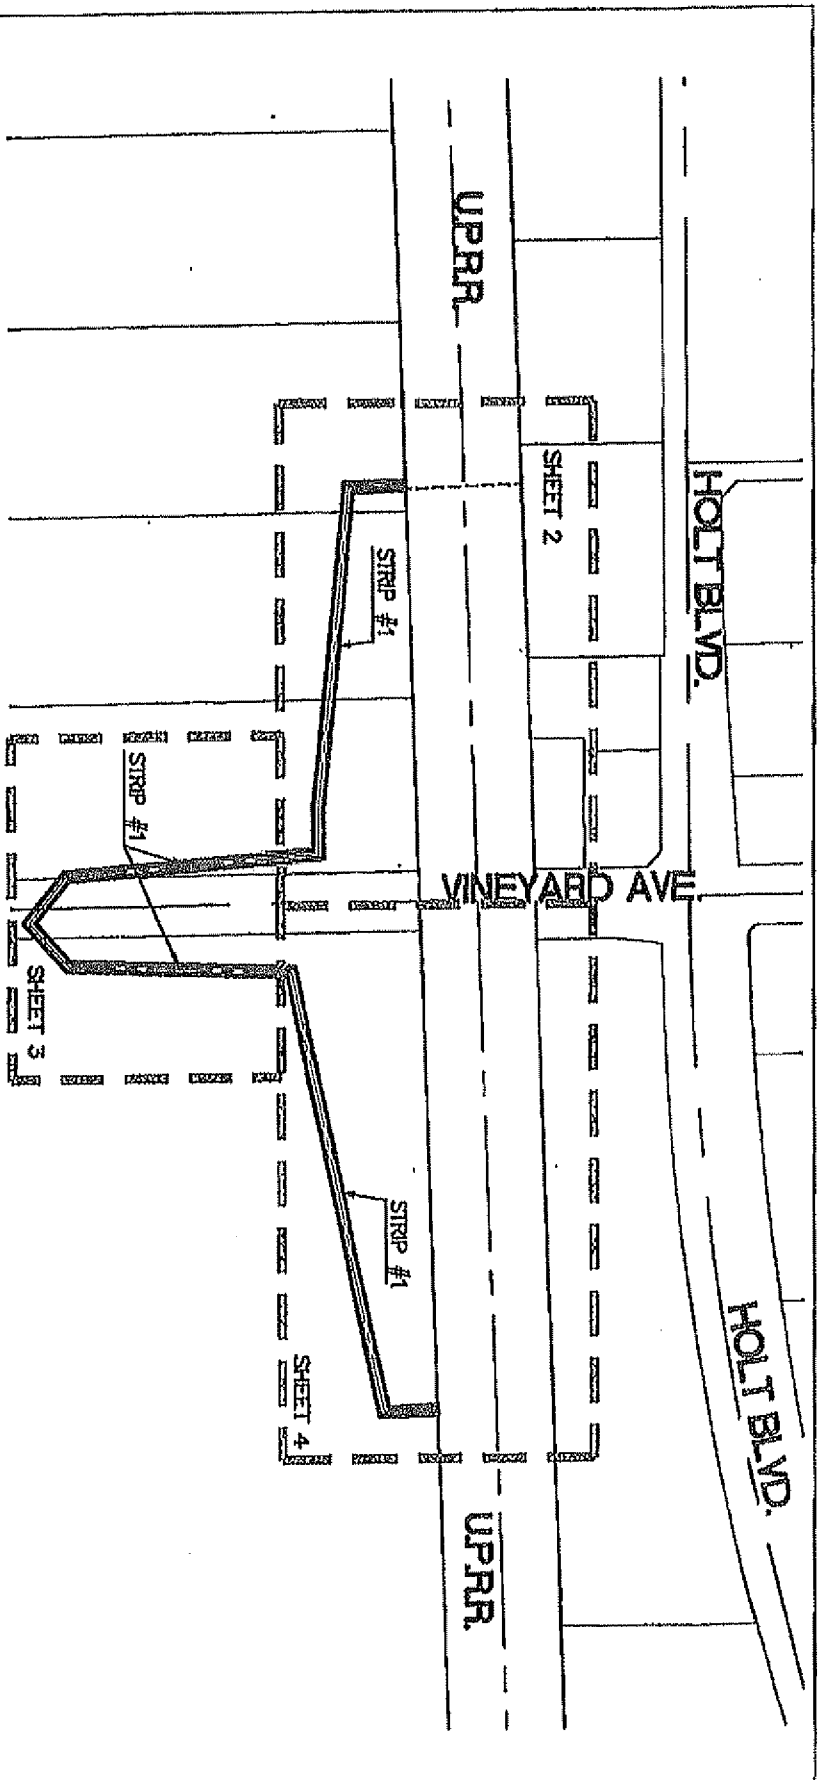 HOLT BLVD.
HOLT BLVD.
SHEET 2
U.P.R.R.
VINEYARD AVE
U.P.R.R.
STRIP #1
STRIP #1
SHEET 4
STRIP #1
SHEET 3